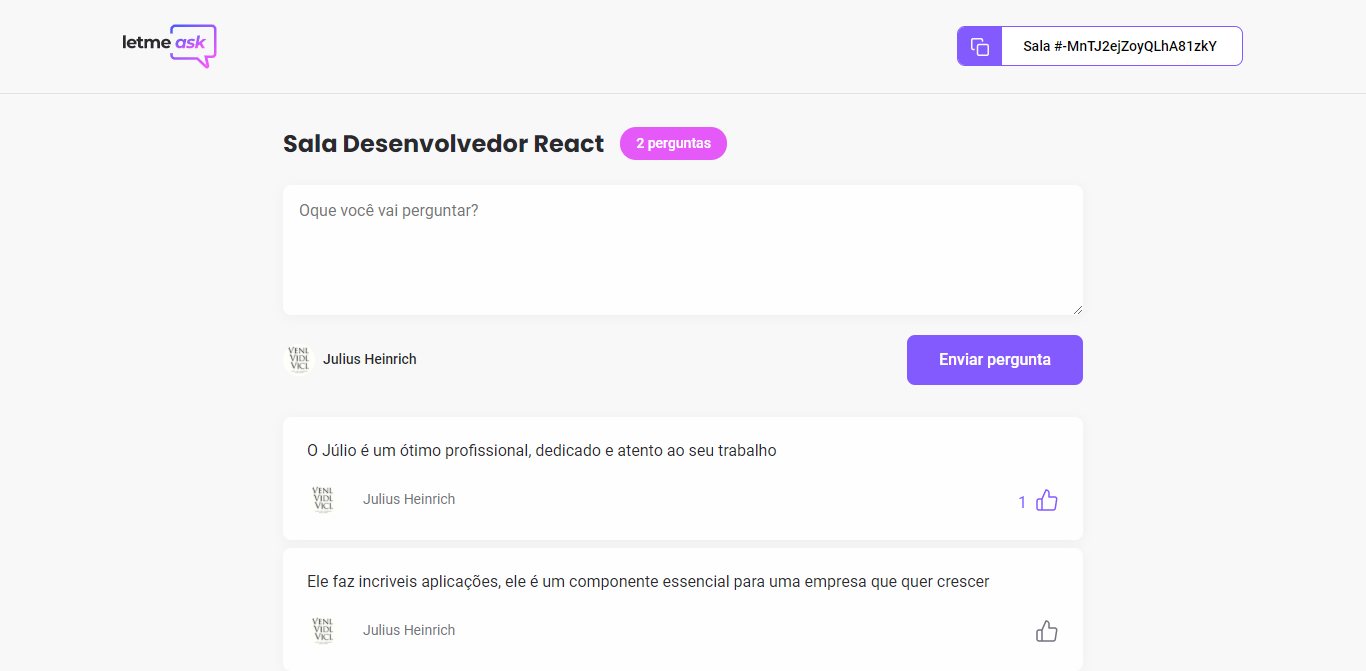 letme ask
Sala #-MnTJ2ejZoyQLhA81zkY
Sala Desenvolvedor React
2 perguntas
Oque você vai perguntar?
VENI,
VIDI,
VICI.
Julius Heinrich
Enviar pergunta
O Júlio é um ótimo profissional, dedicado e atento ao seu trabalho
VENI,
VIDI,
VICI.
Julius Heinrich
1
Ele faz incriveis aplicações, ele é um componente essencial para uma empresa que quer crescer
VENI,
VIDI,
VICI.
Julius Heinrich